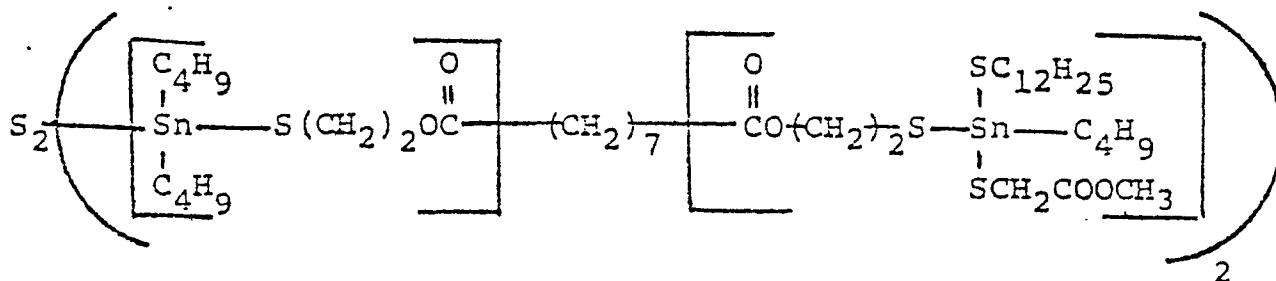 C₄H₉ O O SC₁₂H₂₅
S₂ Sn S(CH₂)₂OC (CH₂)₇ CO(CH₂)₂S Sn C₄H₉
C₄H₉ SCH₂COOCH₃
2